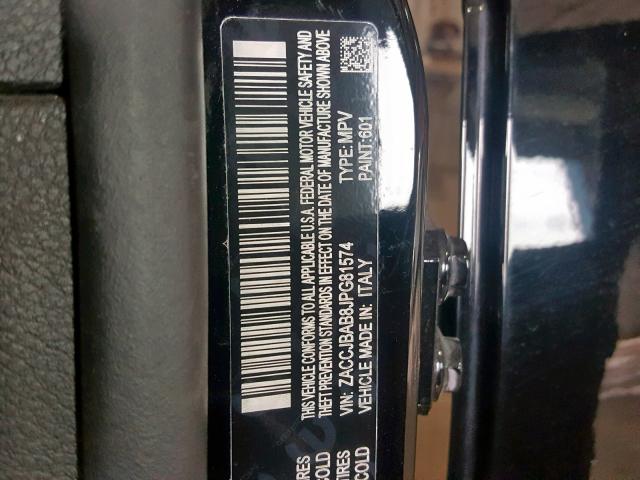 THIS VEHICLE CONFORMS TO ALL APPLICABLE U.S.A. FEDERAL MOTOR VEHICLE SAFETY AND
THEFT PREVENTION STANDARDS IN EFFECT ON THE DATE OF MANUFACTURE SHOWN ABOVE
VIN: ZACCJBAB8JPG81574 TYPE: MPV
VEHICLE MADE IN: ITALY PAINT: 601
IRES
COLD
TIRES
COLD